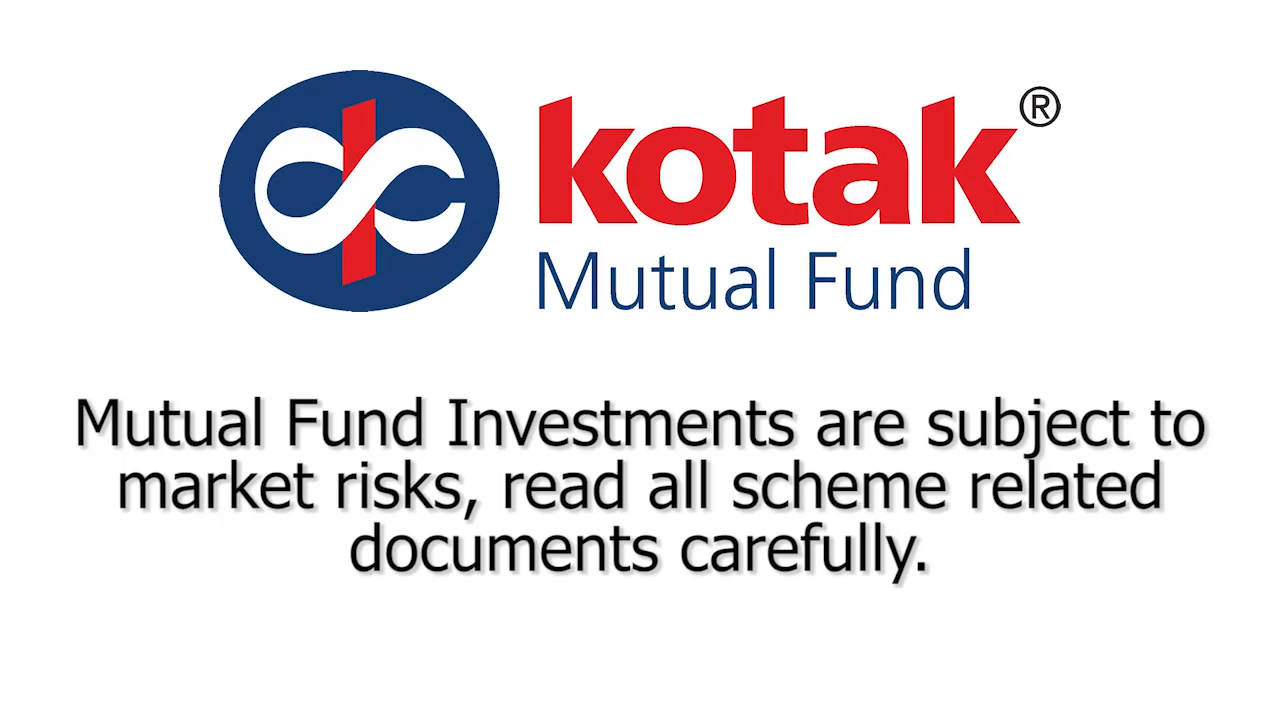 kotak®
Mutual Fund
Mutual Fund Investments are subject to
market risks, read all scheme related
documents carefully.